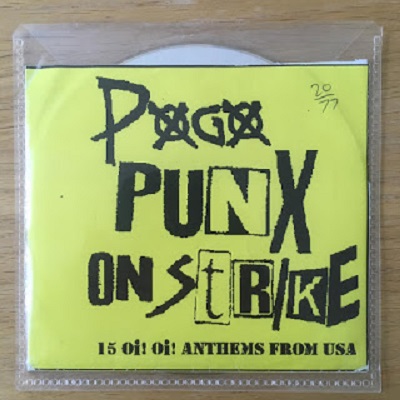 POGO
20/77
PUNX
ON StRIKE
15 Oi! Oi! ANTHEMS FROM USA